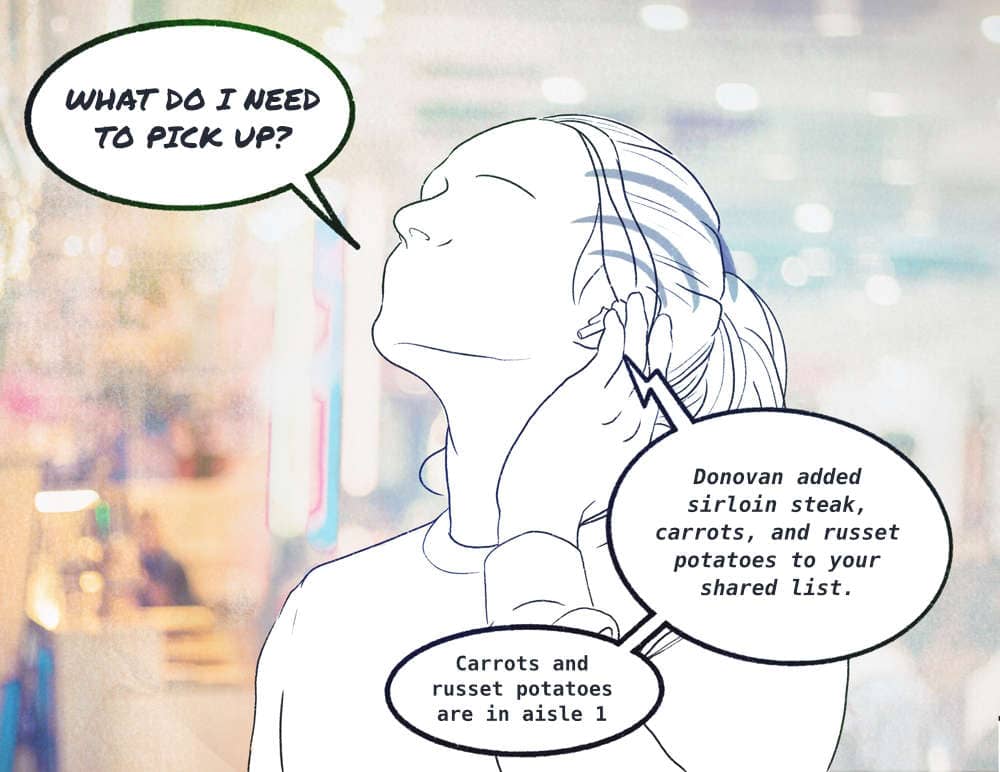 WHAT DO I NEED
TO PICK UP?
Donovan added
sirloin steak,
carrots, and russet
potatoes to your
shared list.
Carrots and
russet potatoes
are in aisle 1